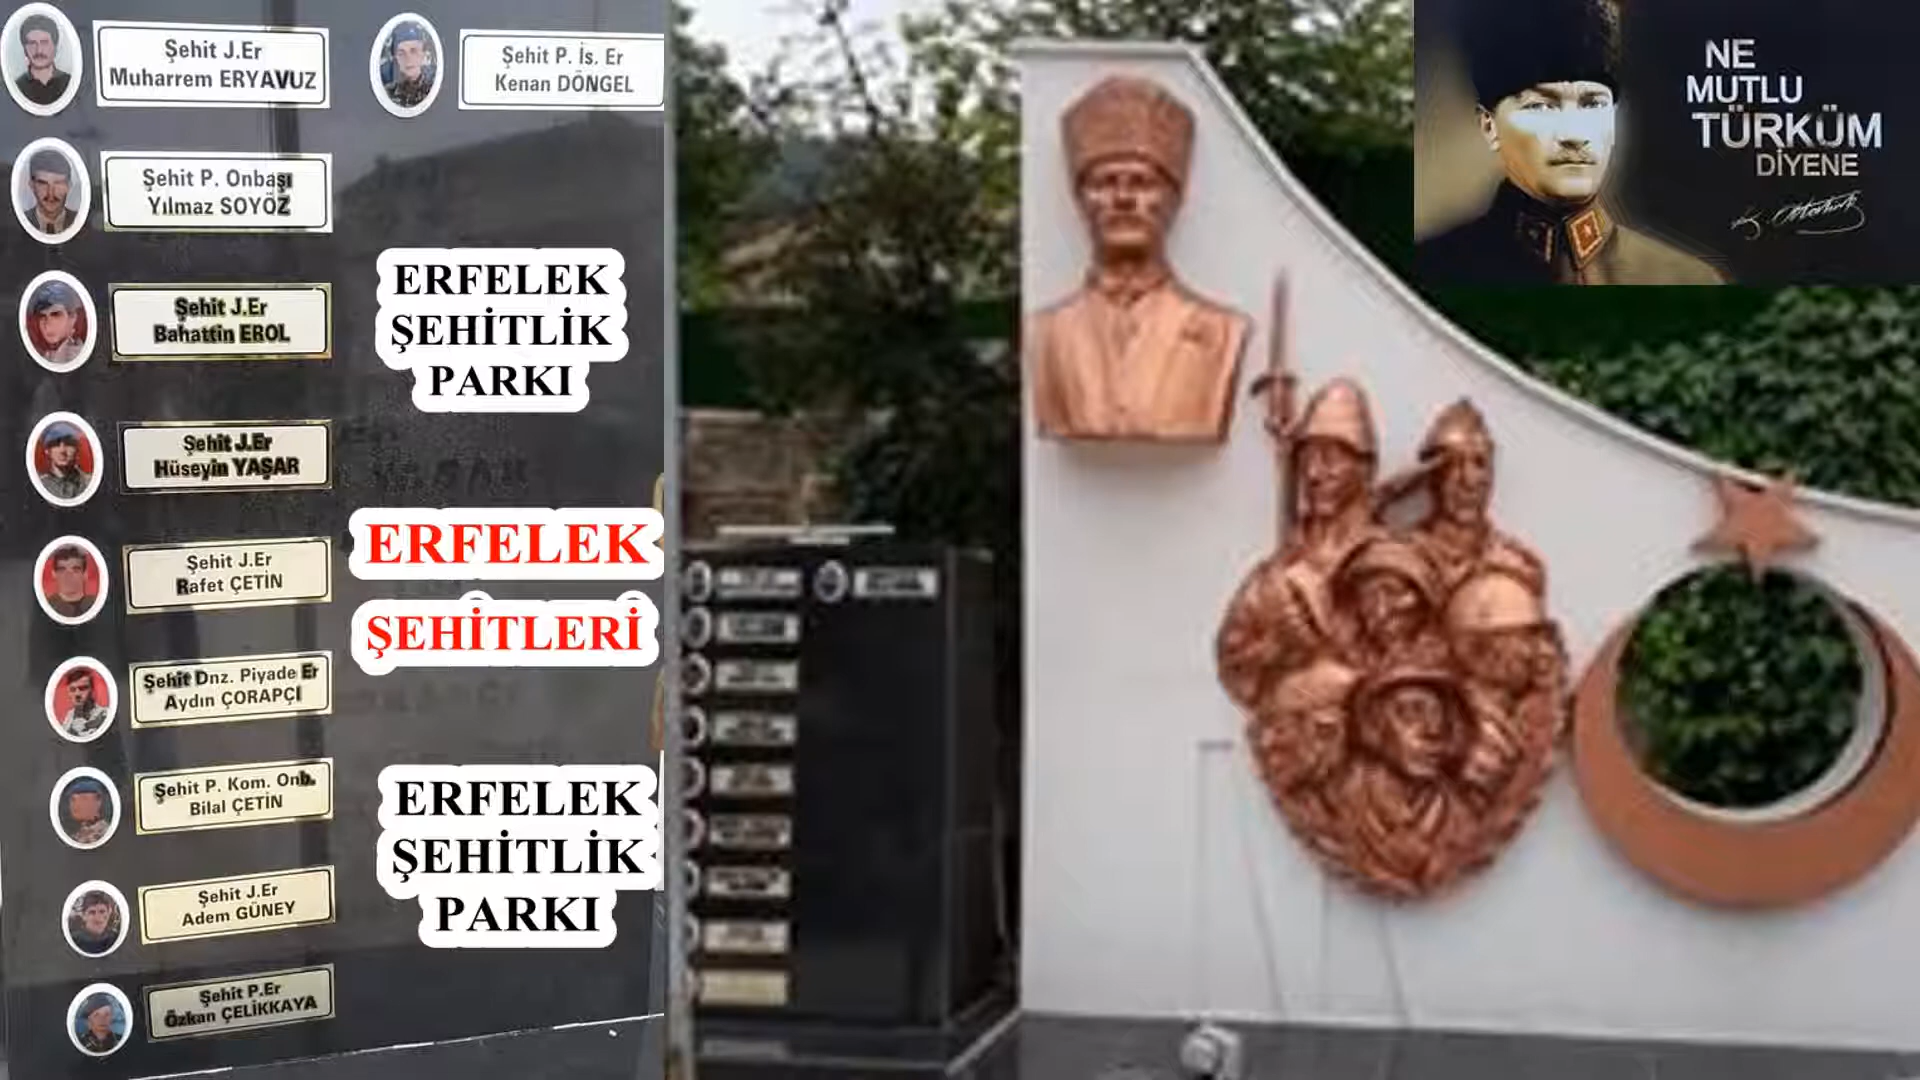 Şehit J.Er
Muharrem ERYAVUZ
Şehit P. İs. Er
Kenan DÖNGEL
Şehit P. Onbaşı
Yılmaz SOYÖZ
Şehit J.Er
Bahattin EROL
Şehit J.Er
Hüseyin YAŞAR
Şehit J.Er
Rafet ÇETİN
Şehit Dnz. Piyade Er
Aydın ÇORAPÇI
Şehit P. Kom. Onb.
Bilal ÇETİN
Şehit J.Er
Adem GÜNEY
Şehit P.Er
Özkan ÇELİKKAYA
ERFELEK
ŞEHİTLİK
PARKI
ERFELEK
ŞEHİTLERİ
ERFELEK
ŞEHİTLİK
PARKI
NE
MUTLU
TÜRKÜM
DİYENE
K. Atatürk